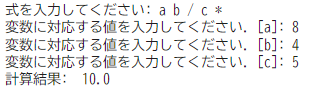 式を入力してください: a b / c *
変数に対応する値を入力してください. [a]: 8
変数に対応する値を入力してください. [b]: 4
変数に対応する値を入力してください. [c]: 5
計算結果: 10.0